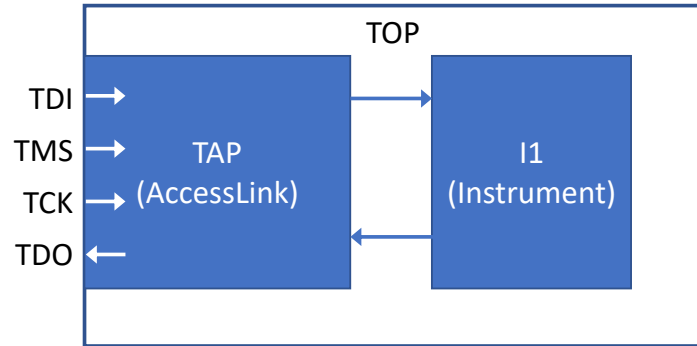 TOP
TDI
TMS
TCK
TDO
TAP
(AccessLink)
I1
(Instrument)